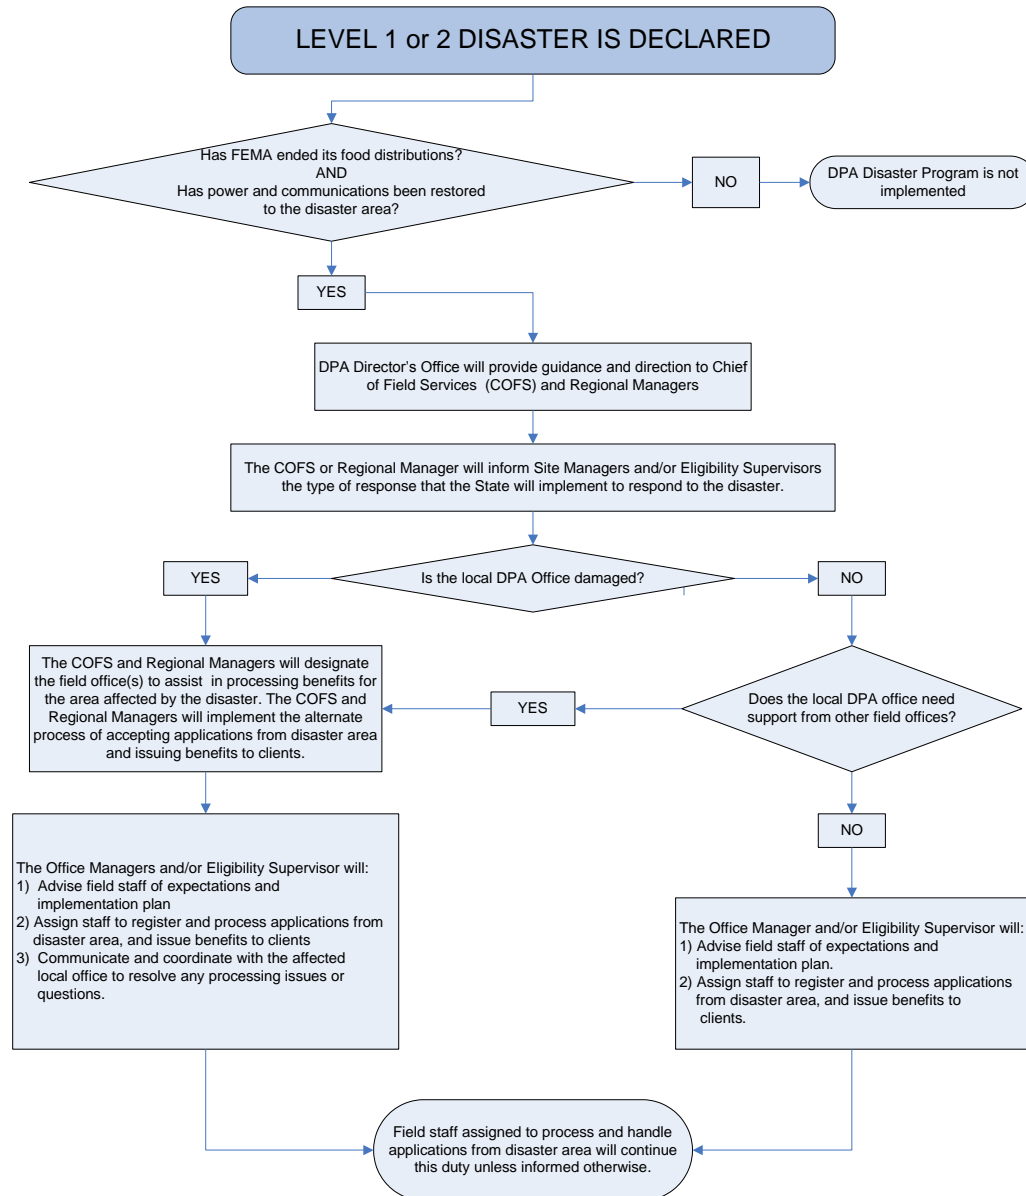 LEVEL 1 or 2 DISASTER IS DECLARED
Has FEMA ended its food distributions?
AND
Has power and communications been restored
to the disaster area?
NO
DPA Disaster Program is not
implemented
YES
DPA Director's Office will provide guidance and direction to Chief
of Field Services (COFS) and Regional Managers
The COFS or Regional Manager will inform Site Managers and/or Eligibility Supervisors
the type of response that the State will implement to respond to the disaster.
Is the local DPA Office damaged?
YES
NO
The COFS and Regional Managers will designate
the field office(s) to assist in processing benefits for
the area affected by the disaster. The COFS and
Regional Managers will implement the alternate
process of accepting applications from disaster area
and issuing benefits to clients.
YES
Does the local DPA office need
support from other field offices?
NO
The Office Managers and/or Eligibility Supervisor will:
1) Advise field staff of expectations and
implementation plan
2) Assign staff to register and process applications from
disaster area, and issue benefits to clients
3) Communicate and coordinate with the affected
local office to resolve any processing issues or
questions.
The Office Manager and/or Eligibility Supervisor will:
1) Advise field staff of expectations and
implementation plan.
2) Assign staff to register and process applications
from disaster area, and issue benefits to
clients.
Field staff assigned to process and handle
applications from disaster area will continue
this duty unless informed otherwise.